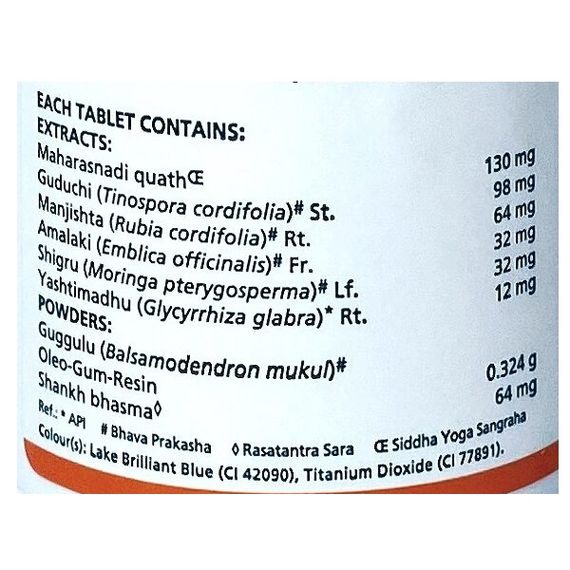 EACH TABLET CONTAINS:
EXTRACTS:
Maharasnadi quathŒ 130 mg
Guduchi (Tinospora cordifolia)# St. 98 mg
Manjishta (Rubia cordifolia)# Rt. 64 mg
Amalaki (Emblica officinalis)# Fr. 32 mg
Shigru (Moringa pterygosperma)# Lf. 32 mg
Yashtimadhu (Glycyrrhiza glabra)* Rt. 12 mg
POWDERS:
Guggulu (Balsamodendron mukul)#
Oleo-Gum-Resin 0.324 g
Shankh bhasma◊ 64 mg
Ref.: * API # Bhava Prakasha ◊ Rasatantra Sara Œ Siddha Yoga Sangraha
Colour(s): Lake Brilliant Blue (CI 42090), Titanium Dioxide (CI 77891).